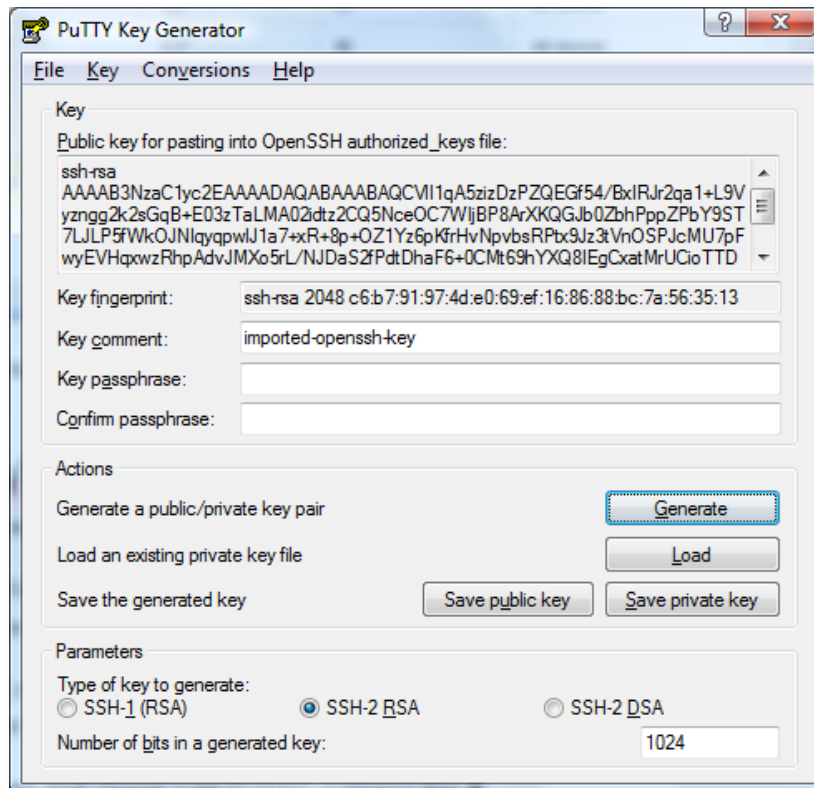 PuTTY Key Generator
File Key Conversions Help
Key
Public key for pasting into OpenSSH authorized_keys file:
ssh-rsa
AAAAB3NzaC1yc2EAAAADAQABAAABAQCVIl1qA5zizDzPZQEGf54/BxlRJr2qa1+L9V
yzngg2k2sGqB+E03zTaLMA02idtz2CQ5NceOC7WIjBP8ArXKQGJb0ZbhPppZPbY9ST
7LJLP5fWkOJNIqyqpwlJ1a7+xR+8p+OZ1Yz6pKfrHvNpvbsRPtx9Jz3tVnOSPJcMU7pF
wyEVHqxwzRhpAdvJMXo5rL/NJDaS2fPdtDhaF6+0CMt69hYXQ8IEgCxatMrUCioTTD
Key fingerprint: ssh-rsa 2048 c6:b7:91:97:4d:e0:69:ef:16:86:88:bc:7a:56:35:13
Key comment: imported-openssh-key
Key passphrase:
Confirm passphrase:
Actions
Generate a public/private key pair Generate
Load an existing private key file Load
Save the generated key Save public key Save private key
Parameters
Type of key to generate:
SSH-1 (RSA) SSH-2 RSA SSH-2 DSA
Number of bits in a generated key: 1024